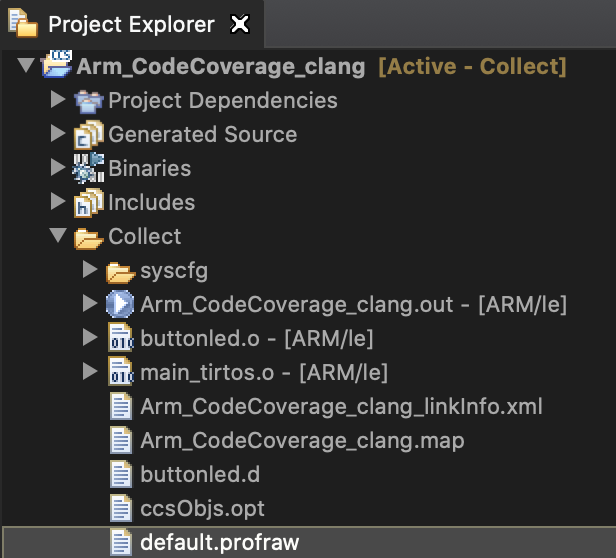 Project Explorer
Arm_CodeCoverage_clang [Active - Collect]
Project Dependencies
Generated Source
Binaries
Includes
Collect
syscfg
Arm_CodeCoverage_clang.out - [ARM/le]
buttonled.o - [ARM/le]
main_tirtos.o - [ARM/le]
Arm_CodeCoverage_clang_linkInfo.xml
Arm_CodeCoverage_clang.map
buttonled.d
ccsObjs.opt
default.profraw